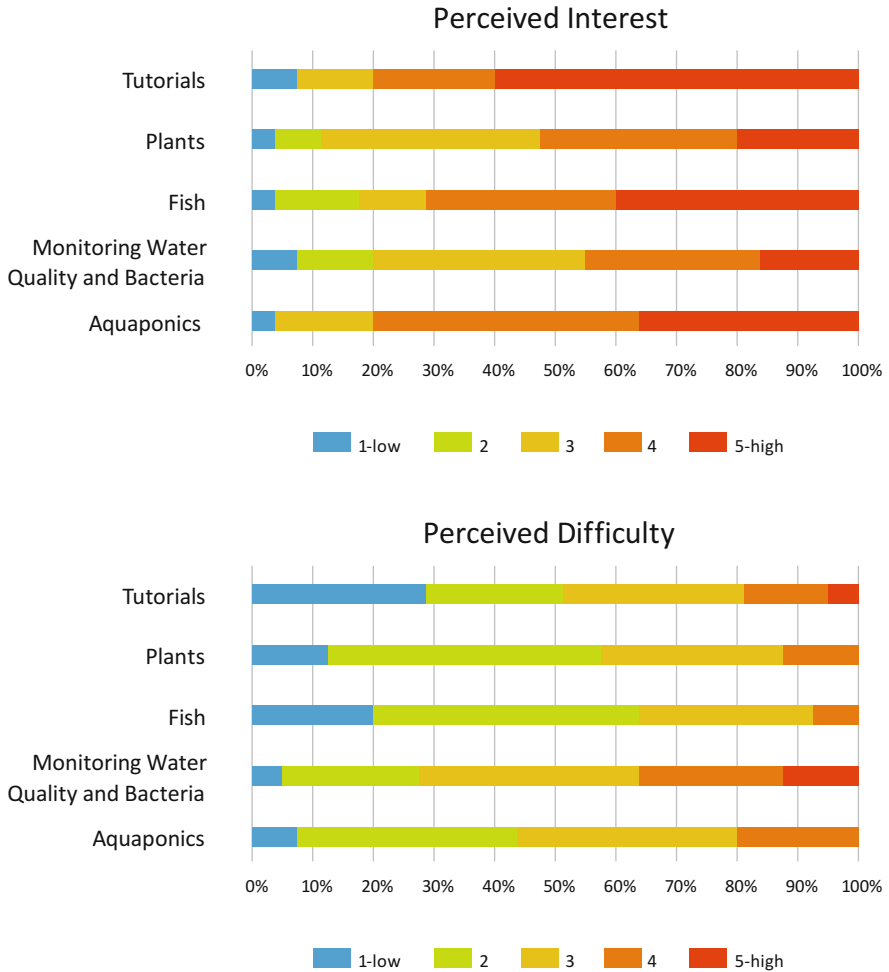 Perceived Interest
Tutorials
Plants
Fish
Monitoring Water
Quality and Bacteria
Aquaponics
0% 10% 20% 30% 40% 50% 60% 70% 80% 90% 100%
1-low 2 3 4 5-high
Perceived Difficulty
Tutorials
Plants
Fish
Monitoring Water
Quality and Bacteria
Aquaponics
0% 10% 20% 30% 40% 50% 60% 70% 80% 90% 100%
1-low 2 3 4 5-high